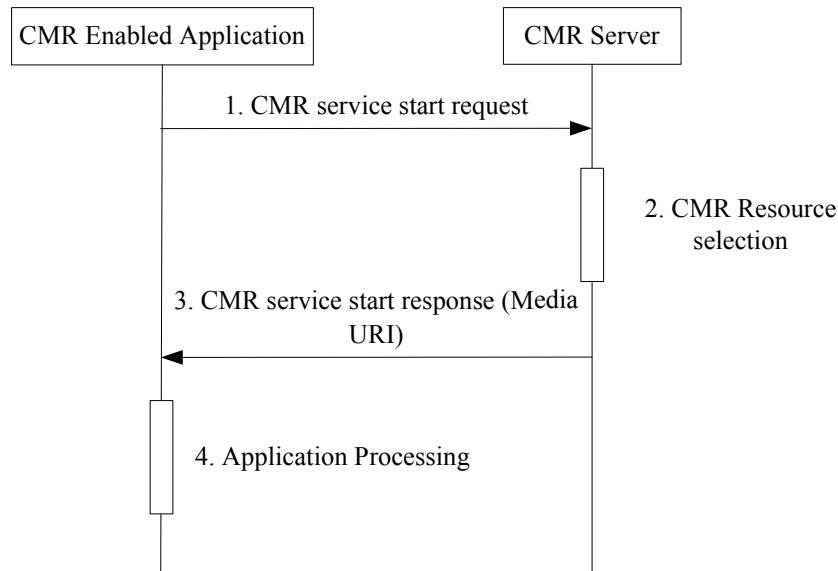 CMR Enabled Application
CMR Server
1. CMR service start request
2. CMR Resource
selection
3. CMR service start response (Media
URI)
4. Application Processing